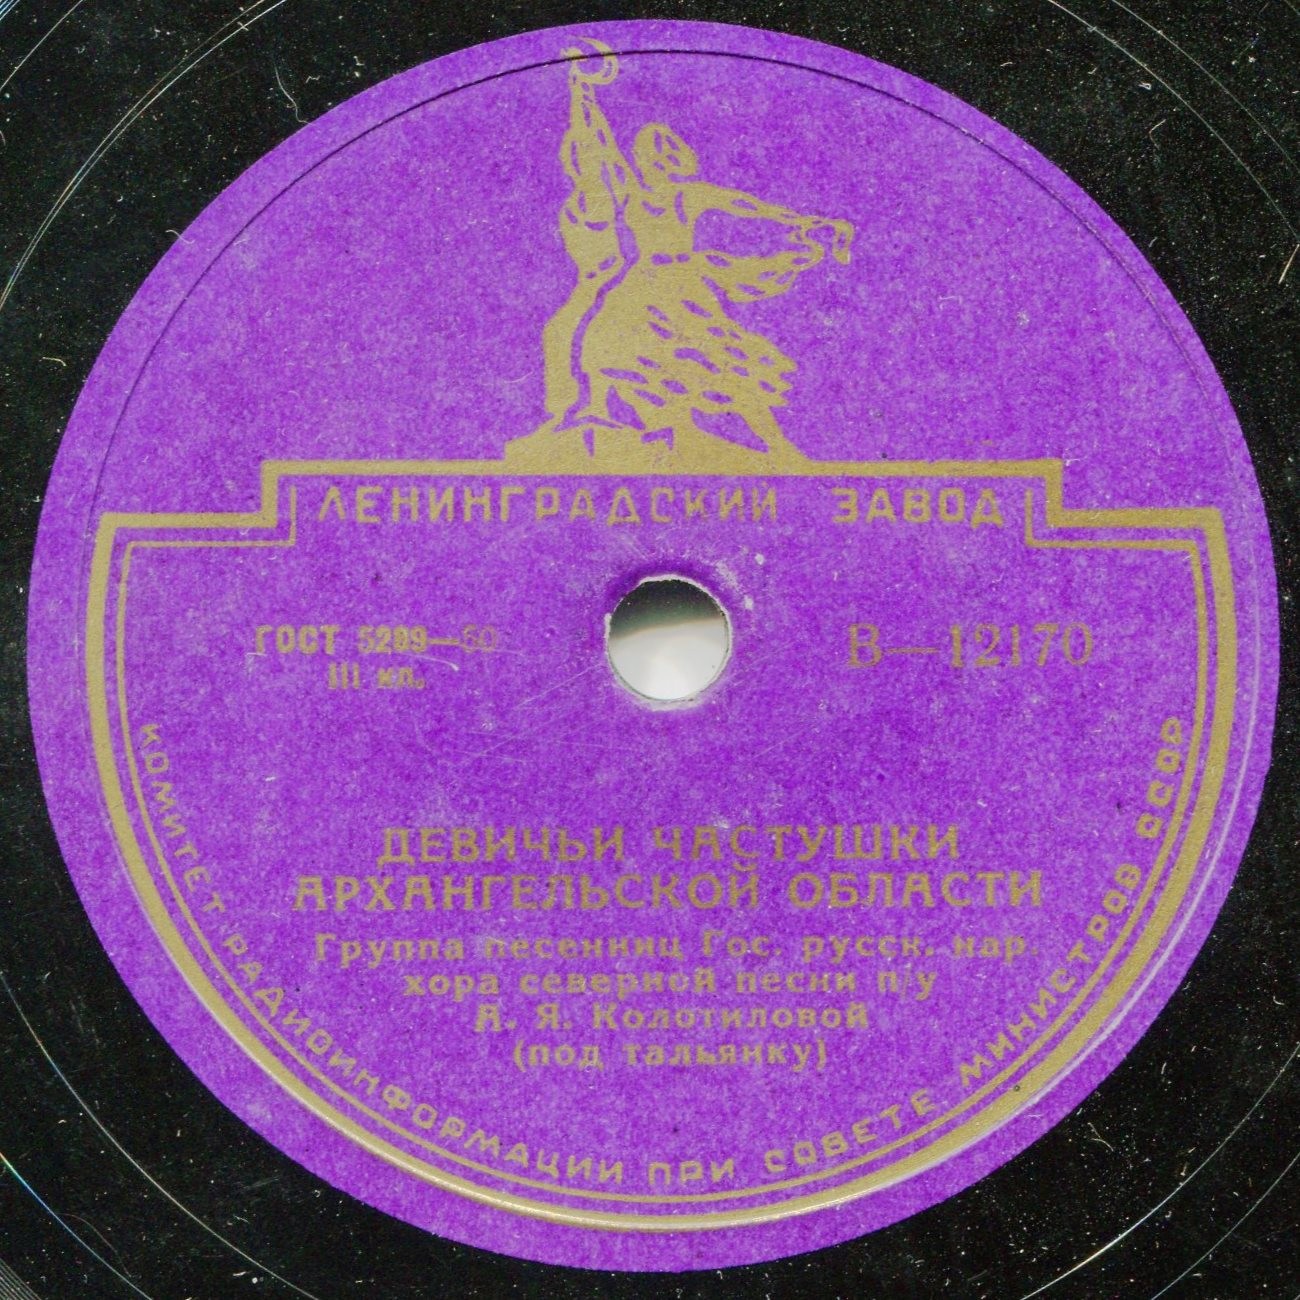 ЛЕНИНГРАДСКИЙ ЗАВОД
ГОСТ 5289—50
III кл.
В—12170
ДЕВИЧЬИ ЧАСТУШКИ
АРХАНГЕЛЬСКОЙ ОБЛАСТИ
Группа песенниц Гос. русск. нар.
хора северной песни п/у
А. Я. Колотиловой
(под тальянку)
КОМИТЕТ РАДИОИНФОРМАЦИИ ПРИ СОВЕТЕ МИНИСТРОВ СССР